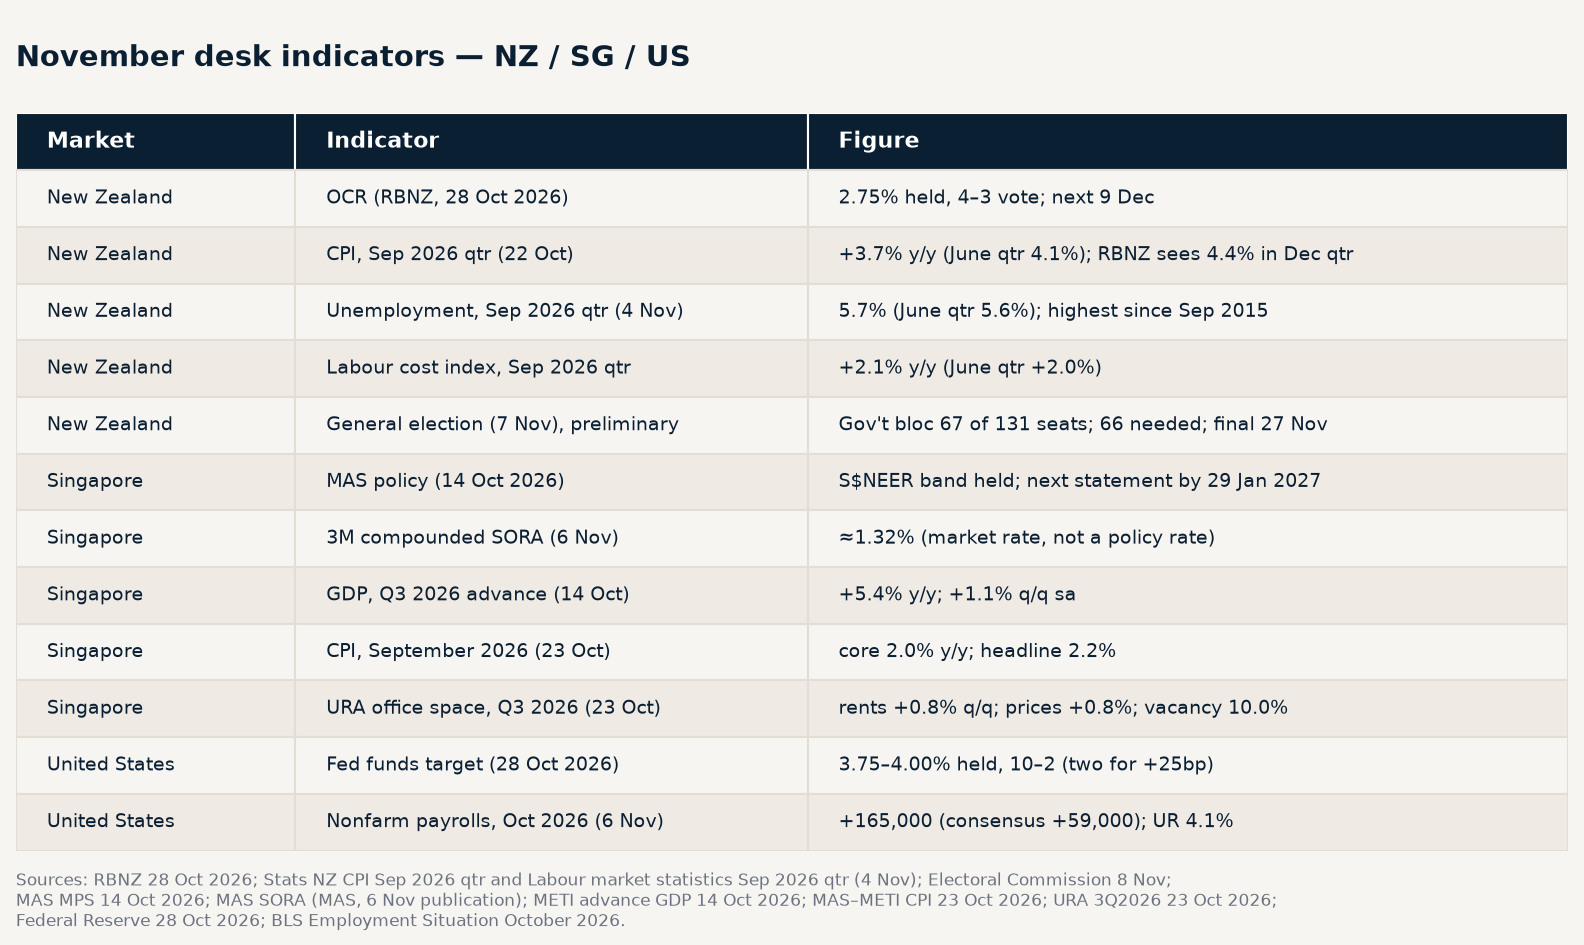 November desk indicators — NZ / SG / US
Market Indicator Figure
New Zealand OCR (RBNZ, 28 Oct 2026) 2.75% held, 4–3 vote; next 9 Dec
New Zealand CPI, Sep 2026 qtr (22 Oct) +3.7% y/y (June qtr 4.1%); RBNZ sees 4.4% in Dec qtr
New Zealand Unemployment, Sep 2026 qtr (4 Nov) 5.7% (June qtr 5.6%); highest since Sep 2015
New Zealand Labour cost index, Sep 2026 qtr +2.1% y/y (June qtr +2.0%)
New Zealand General election (7 Nov), preliminary Gov't bloc 67 of 131 seats; 66 needed; final 27 Nov
Singapore MAS policy (14 Oct 2026) S$NEER band held; next statement by 29 Jan 2027
Singapore 3M compounded SORA (6 Nov) ≈1.32% (market rate, not a policy rate)
Singapore GDP, Q3 2026 advance (14 Oct) +5.4% y/y; +1.1% q/q sa
Singapore CPI, September 2026 (23 Oct) core 2.0% y/y; headline 2.2%
Singapore URA office space, Q3 2026 (23 Oct) rents +0.8% q/q; prices +0.8%; vacancy 10.0%
United States Fed funds target (28 Oct 2026) 3.75–4.00% held, 10–2 (two for +25bp)
United States Nonfarm payrolls, Oct 2026 (6 Nov) +165,000 (consensus +59,000); UR 4.1%
Sources: RBNZ 28 Oct 2026; Stats NZ CPI Sep 2026 qtr and Labour market statistics Sep 2026 qtr (4 Nov); Electoral Commission 8 Nov;
MAS MPS 14 Oct 2026; MAS SORA (MAS, 6 Nov publication); METI advance GDP 14 Oct 2026; MAS–METI CPI 23 Oct 2026; URA 3Q2026 23 Oct 2026;
Federal Reserve 28 Oct 2026; BLS Employment Situation October 2026.